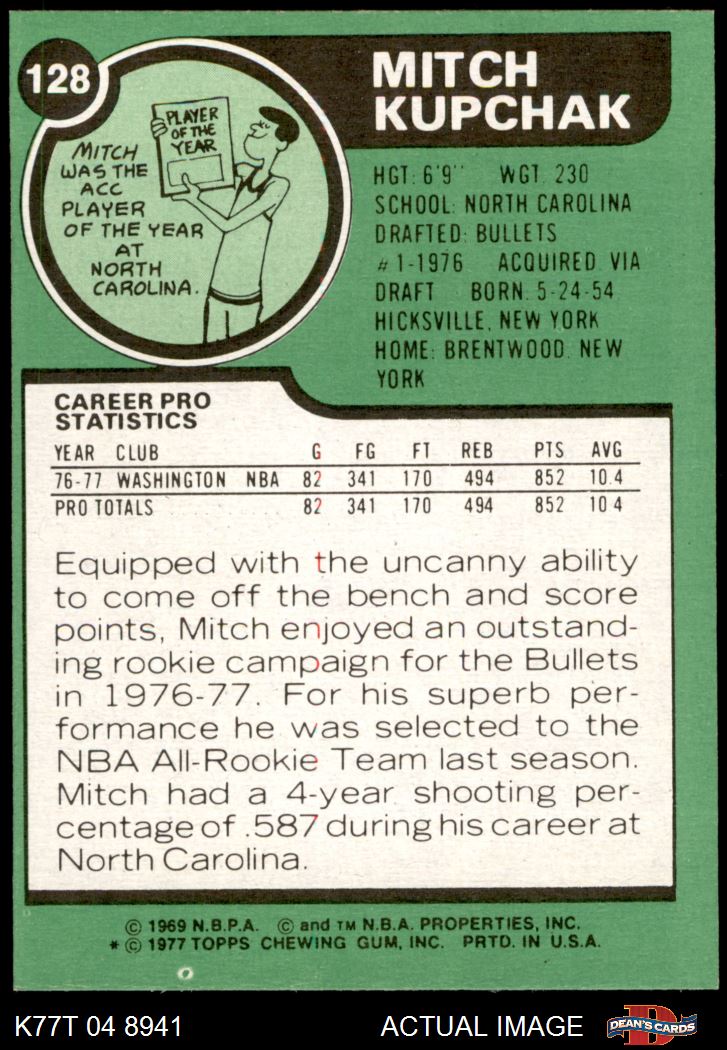 128
MITCH
KUPCHAK
PLAYER
OF THE
YEAR
MITCH
WAS THE
ACC
PLAYER
OF THE YEAR
AT
NORTH
CAROLINA.
HGT: 6'9" WGT: 230
SCHOOL: NORTH CAROLINA
DRAFTED: BULLETS
#1-1976 ACQUIRED: VIA
DRAFT BORN: 5-24-54
HICKSVILLE, NEW YORK
HOME: BRENTWOOD, NEW
YORK
CAREER PRO
STATISTICS
YEAR CLUB G FG FT REB PTS AVG
76-77 WASHINGTON NBA 82 341 170 494 852 10.4
PRO TOTALS 82 341 170 494 852 10.4
Equipped with the uncanny ability
to come off the bench and score
points, Mitch enjoyed an outstand-
ing rookie campaign for the Bullets
in 1976-77. For his superb per-
formance he was selected to the
NBA All-Rookie Team last season.
Mitch had a 4-year shooting per-
centage of .587 during his career at
North Carolina.
© 1969 N.B.P.A. © and TM N.B.A. PROPERTIES, INC.
* © 1977 TOPPS CHEWING GUM, INC. PRTD. IN U.S.A.
K77T 04 8941 ACTUAL IMAGE
D
DEAN'S CARDS